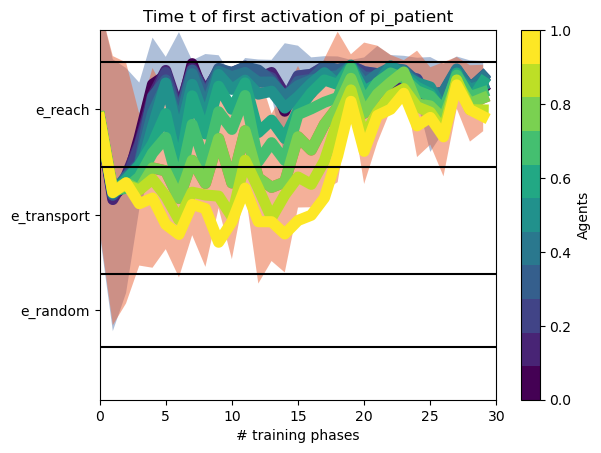 Time t of first activation of pi_patient
e_reach
e_transport
e_random
0
5
10
15
20
25
30
# training phases
1.0
0.8
0.6
0.4
0.2
0.0
Agents